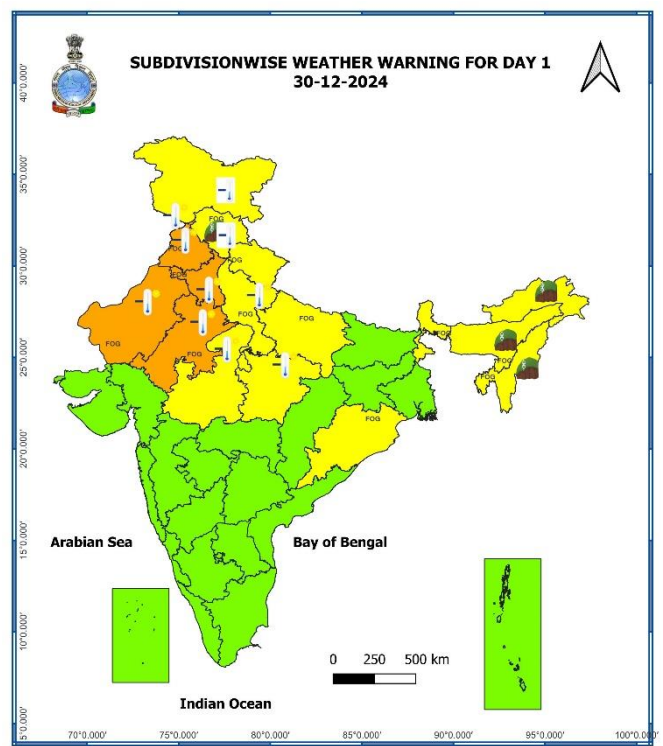 SUBDIVISIONWISE WEATHER WARNING FOR DAY 1
30-12-2024
40°0.000'
35°0.000'
30°0.000'
25°0.000'
20°0.000'
15°0.000'
10°0.000'
5°0.000'
FOG
FOG
FOG
FOG
FOG
FOG
FOG
FOG
FOG
FOG
FOG
FOG
Arabian Sea
Bay of Bengal
0 250 500 km
Indian Ocean
70°0.000' 75°0.000' 80°0.000' 85°0.000' 90°0.000' 95°0.000' 100°0.000'